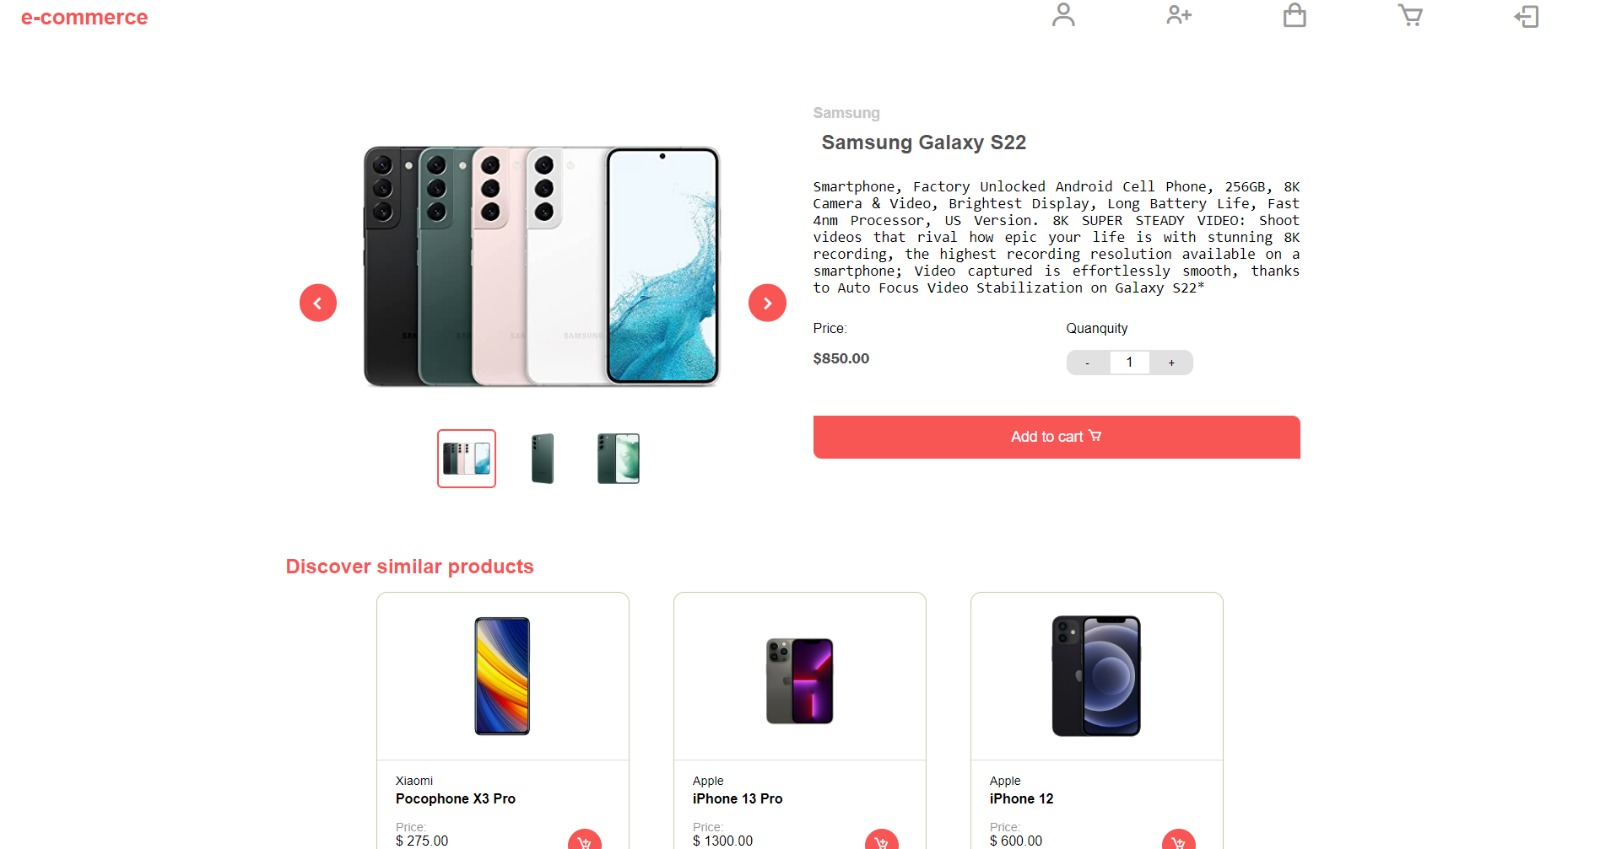 e-commerce
Samsung
Samsung Galaxy S22
Smartphone, Factory Unlocked Android Cell Phone, 256GB, 8K
Camera & Video, Brightest Display, Long Battery Life, Fast
4nm Processor, US Version. 8K SUPER STEADY VIDEO: Shoot
videos that rival how epic your life is with stunning 8K
recording, the highest recording resolution available on a
smartphone; Video captured is effortlessly smooth, thanks
to Auto Focus Video Stabilization on Galaxy S22*
Price:
Quanquity
$850.00
- 1 +
Add to cart
SAMSUNG
Discover similar products
Xiaomi
Pocophone X3 Pro
Price:
$ 275.00
Apple
iPhone 13 Pro
Price:
$ 1300.00
Apple
iPhone 12
Price:
$ 600.00